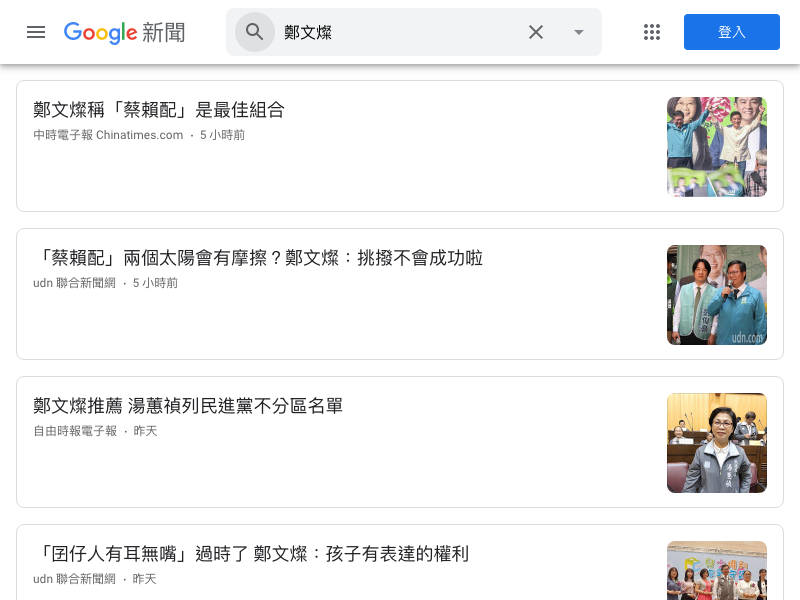 Google 新聞
鄭文燦
登入
鄭文燦稱「蔡賴配」是最佳組合
中時電子報 Chinatimes.com · 5 小時前
「蔡賴配」兩個太陽會有摩擦？鄭文燦：挑撥不會成功啦
udn 聯合新聞網 · 5 小時前
udn.com
鄭文燦推薦 湯蕙禎列民進黨不分區名單
自由時報電子報 · 昨天
「囝仔人有耳無嘴」過時了 鄭文燦：孩子有表達的權利
udn 聯合新聞網 · 昨天